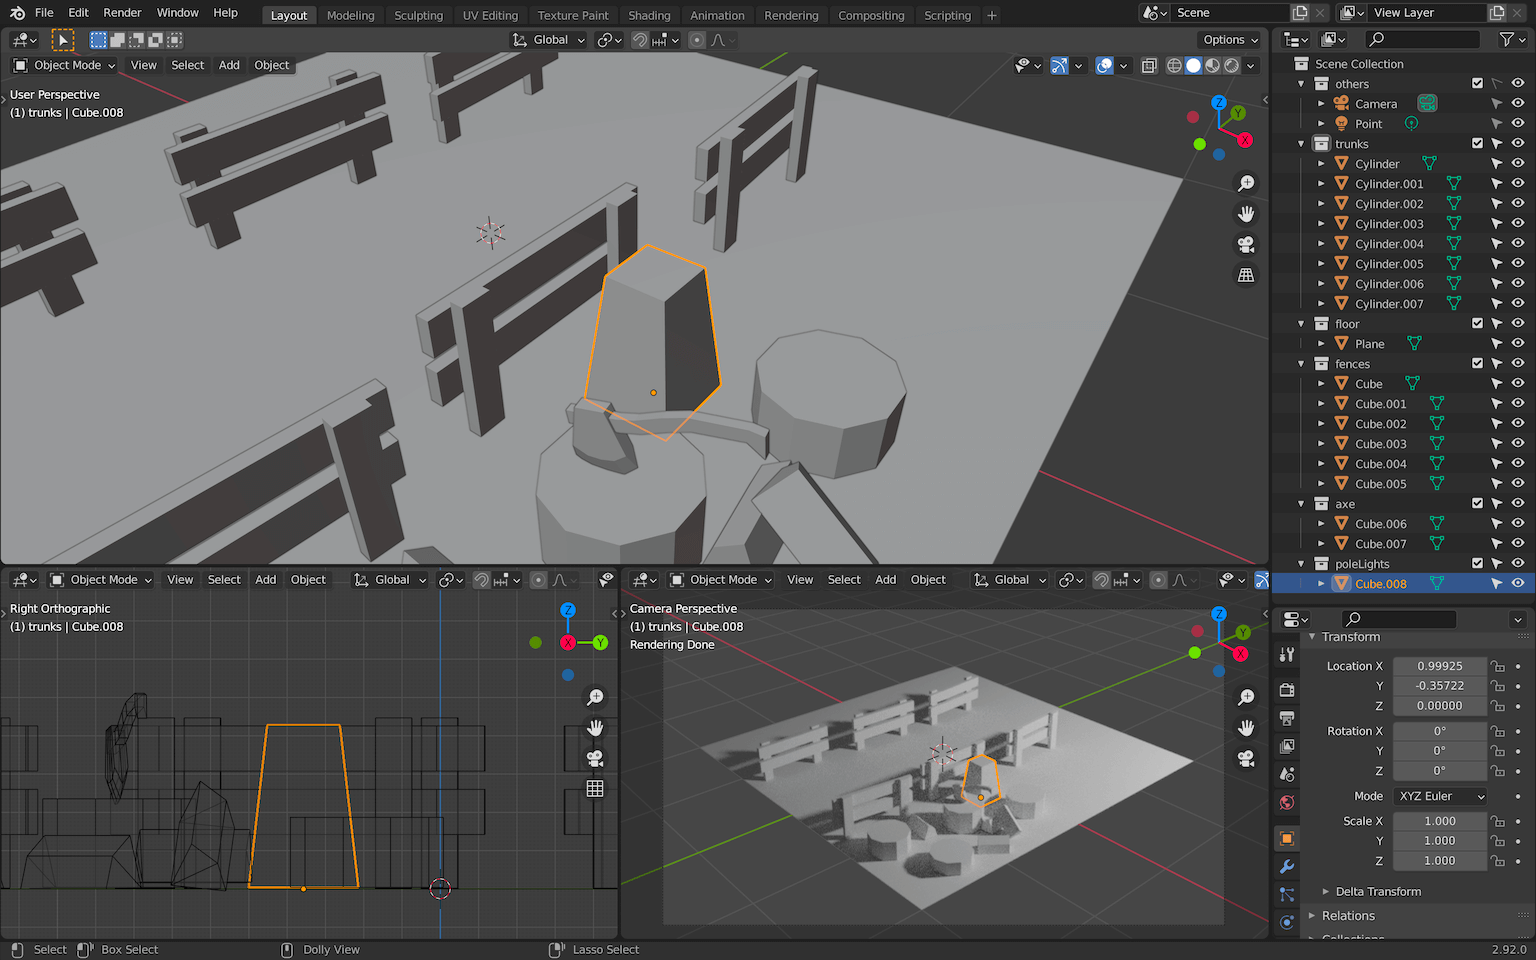 File Edit Render Window Help Layout Modeling Sculpting UV Editing Texture Paint Shading Animation Rendering Compositing Scripting + Scene View Layer
Global Options
Object Mode View Select Add Object
User Perspective
(1) trunks | Cube.008
Z
Y
X
Scene Collection
others
Camera
Point
trunks
Cylinder
Cylinder.001
Cylinder.002
Cylinder.003
Cylinder.004
Cylinder.005
Cylinder.006
Cylinder.007
floor
Plane
fences
Cube
Cube.001
Cube.002
Cube.003
Cube.004
Cube.005
axe
Cube.006
Cube.007
poleLights
Cube.008
Object Mode View Select Add Object Global
Right Orthographic
(1) trunks | Cube.008
Z
X
Y
Object Mode View Select Add Object Global
Camera Perspective
(1) trunks | Cube.008
Rendering Done
Z
Y
X
Transform
Location X 0.99925
Y -0.35722
Z 0.00000
Rotation X 0°
Y 0°
Z 0°
Mode XYZ Euler
Scale X 1.000
Y 1.000
Z 1.000
Delta Transform
Relations
Select Box Select Dolly View Lasso Select 2.92.0